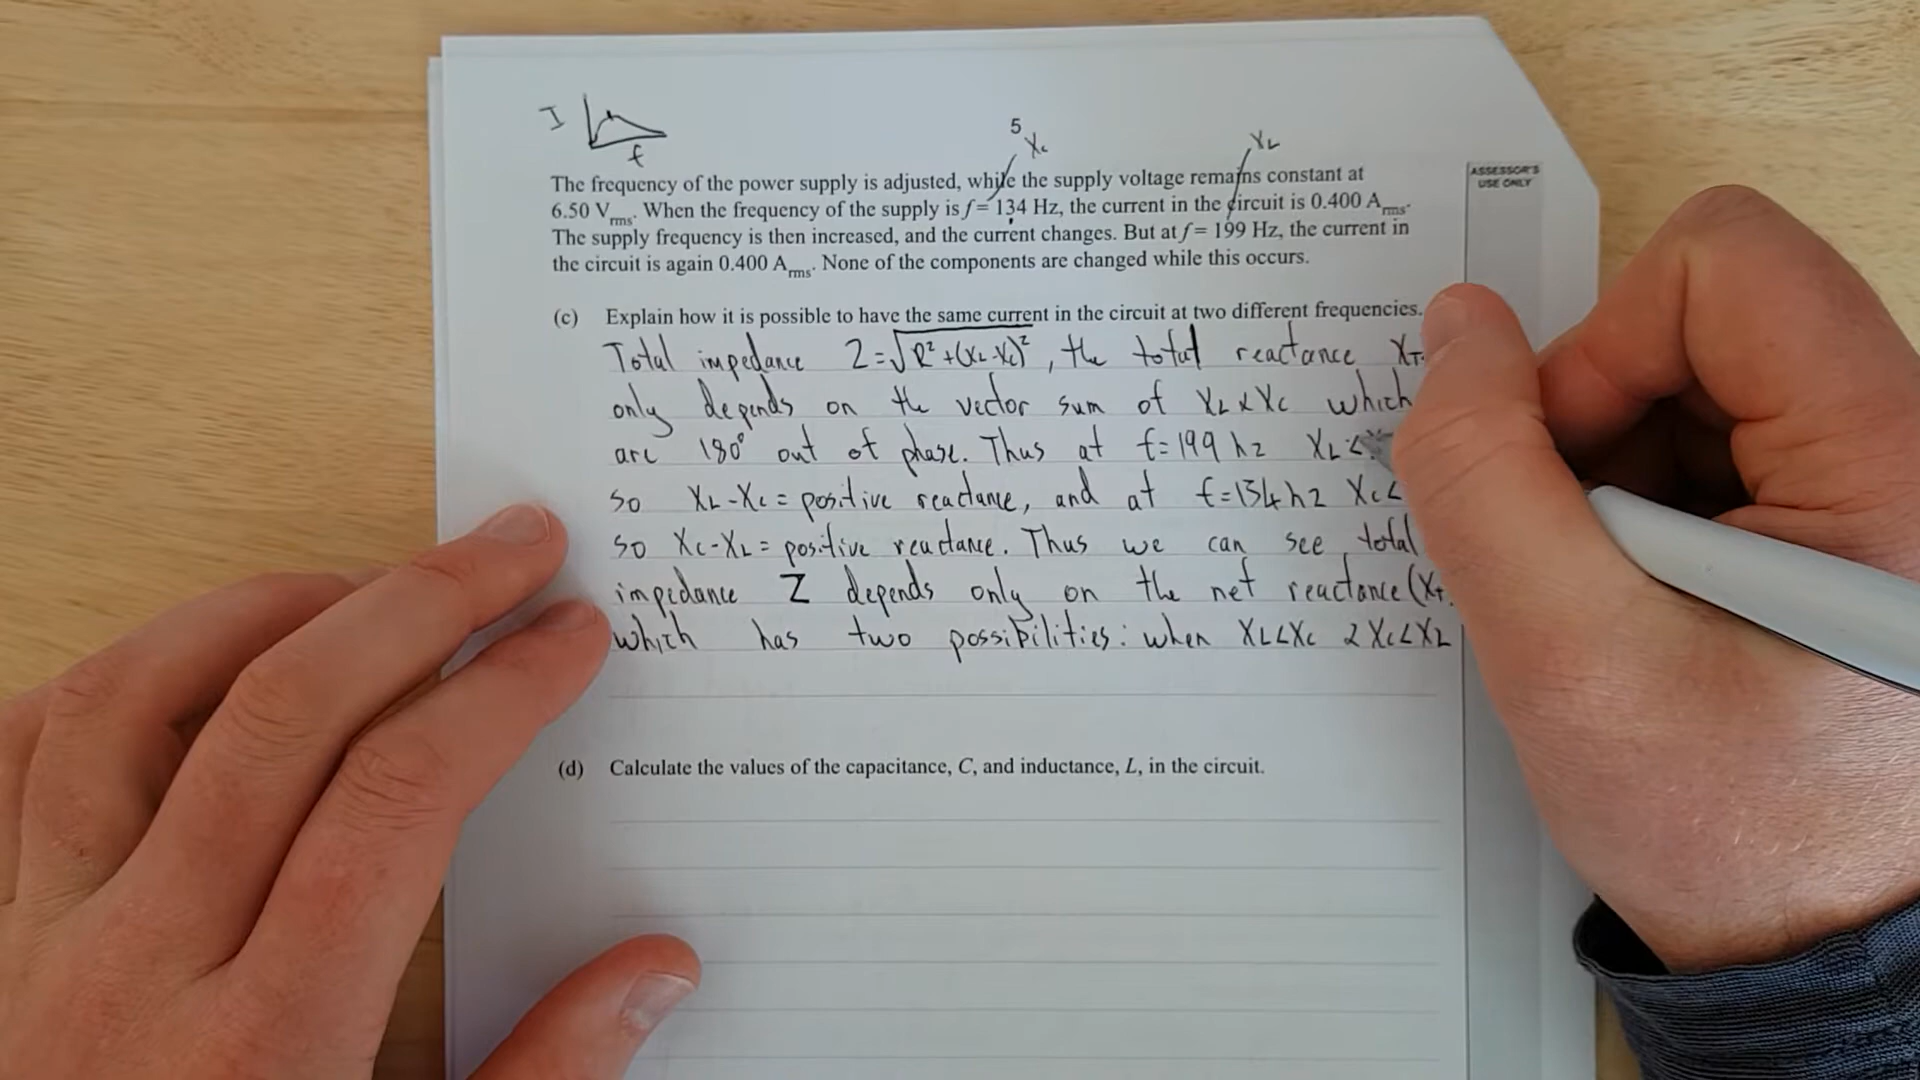 I
f
5
Xc
XL
ASSESSOR'S
USE ONLY
The frequency of the power supply is adjusted, while the supply voltage remains constant at
6.50 Vrms. When the frequency of the supply is f = 134 Hz, the current in the circuit is 0.400 Arms.
The supply frequency is then increased, and the current changes. But at f = 199 Hz, the current in
the circuit is again 0.400 Arms. None of the components are changed while this occurs.
(c) Explain how it is possible to have the same current in the circuit at two different frequencies.
Total impedance Z=√R²+(XL-Xc)², the total reactance XT
only depends on the vector sum of XL & Xc which
are 180° out of phase. Thus at f=199 hz XL<
so XL-Xc = positive reactance, and at f=134hz Xc<
so Xc-XL = positive reactance. Thus we can see total
impedance Z depends only on the net reactance (XT
which has two possibilities: when XL<Xc & Xc<XL
(d) Calculate the values of the capacitance, C, and inductance, L, in the circuit.